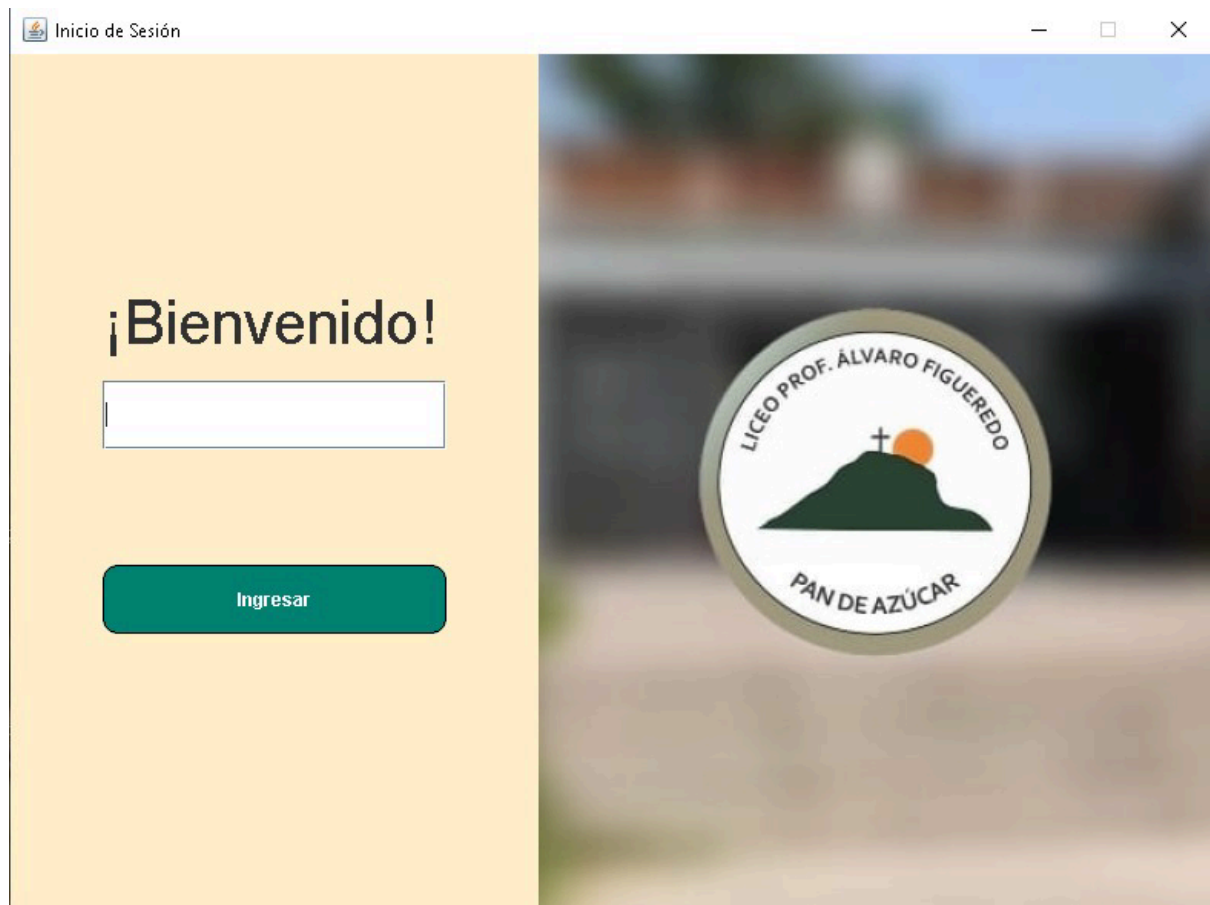 Inicio de Sesión
¡Bienvenido!
Ingresar
LICEO PROF. ÁLVARO FIGUEREDO
PAN DE AZÚCAR